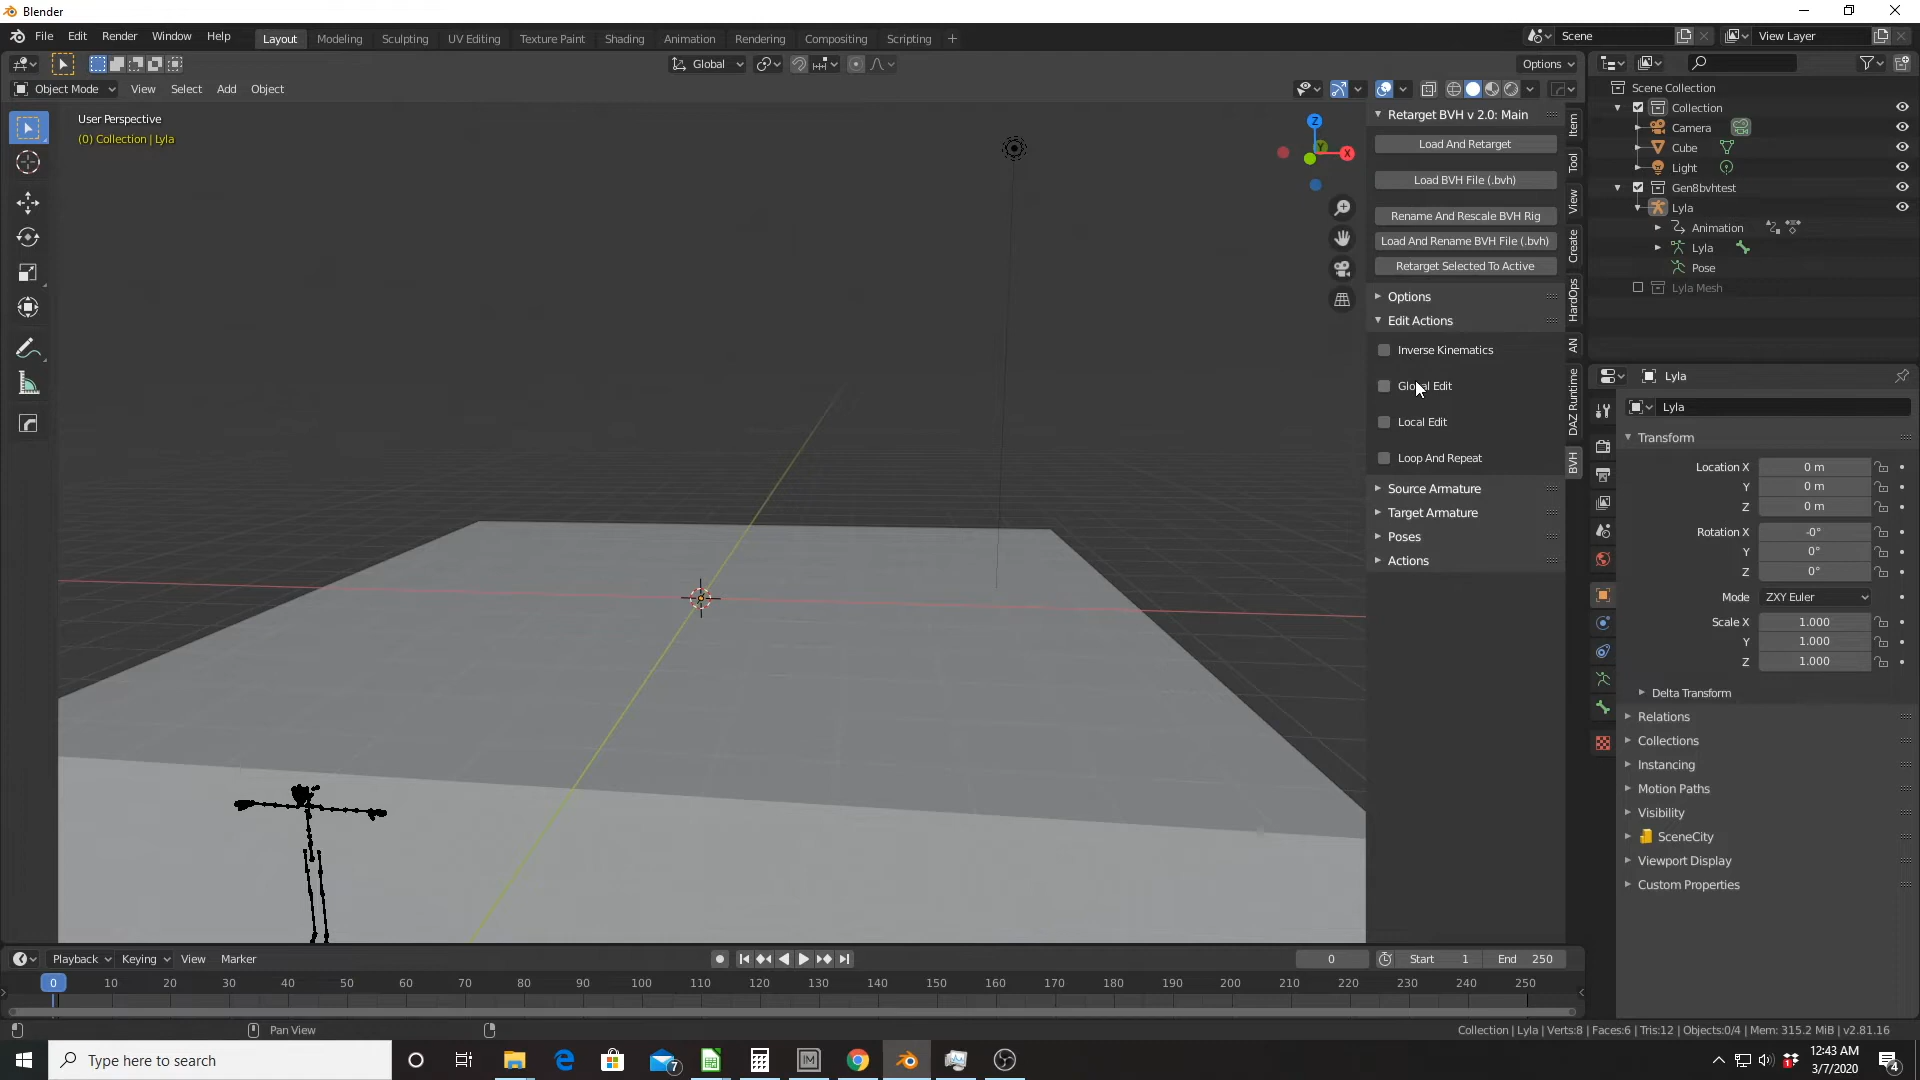 Blender
File Edit Render Window Help
Layout Modeling Sculpting UV Editing Texture Paint Shading Animation Rendering Compositing Scripting +
Scene View Layer
Global Options
Object Mode View Select Add Object
User Perspective
(0) Collection | Lyla
Z
Y
X
Retarget BVH v 2.0: Main
Load And Retarget
Load BVH File (.bvh)
Rename And Rescale BVH Rig
Load And Rename BVH File (.bvh)
Retarget Selected To Active
Options
Edit Actions
Inverse Kinematics
Global Edit
Local Edit
Loop And Repeat
Source Armature
Target Armature
Poses
Actions
Item
Tool
View
Create
HardOps
AN
DAZ Runtime
BVH
Scene Collection
Collection
Camera
Cube
Light
Gen8bvhtest
Lyla
Animation
Lyla
Pose
Lyla Mesh
Lyla
Lyla
Transform
Location X 0 m
Y 0 m
Z 0 m
Rotation X -0°
Y 0°
Z 0°
Mode ZXY Euler
Scale X 1.000
Y 1.000
Z 1.000
Delta Transform
Relations
Collections
Instancing
Motion Paths
Visibility
SceneCity
Viewport Display
Custom Properties
Playback Keying View Marker 0 Start 1 End 250
0 10 20 30 40 50 60 70 80 90 100 110 120 130 140 150 160 170 180 190 200 210 220 230 240 250
Pan View
Collection | Lyla | Verts:8 | Faces:6 | Tris:12 | Objects:0/4 | Mem: 315.2 MiB | v2.81.16
Type here to search
7
IM
1
12:43 AM
3/7/2020
4